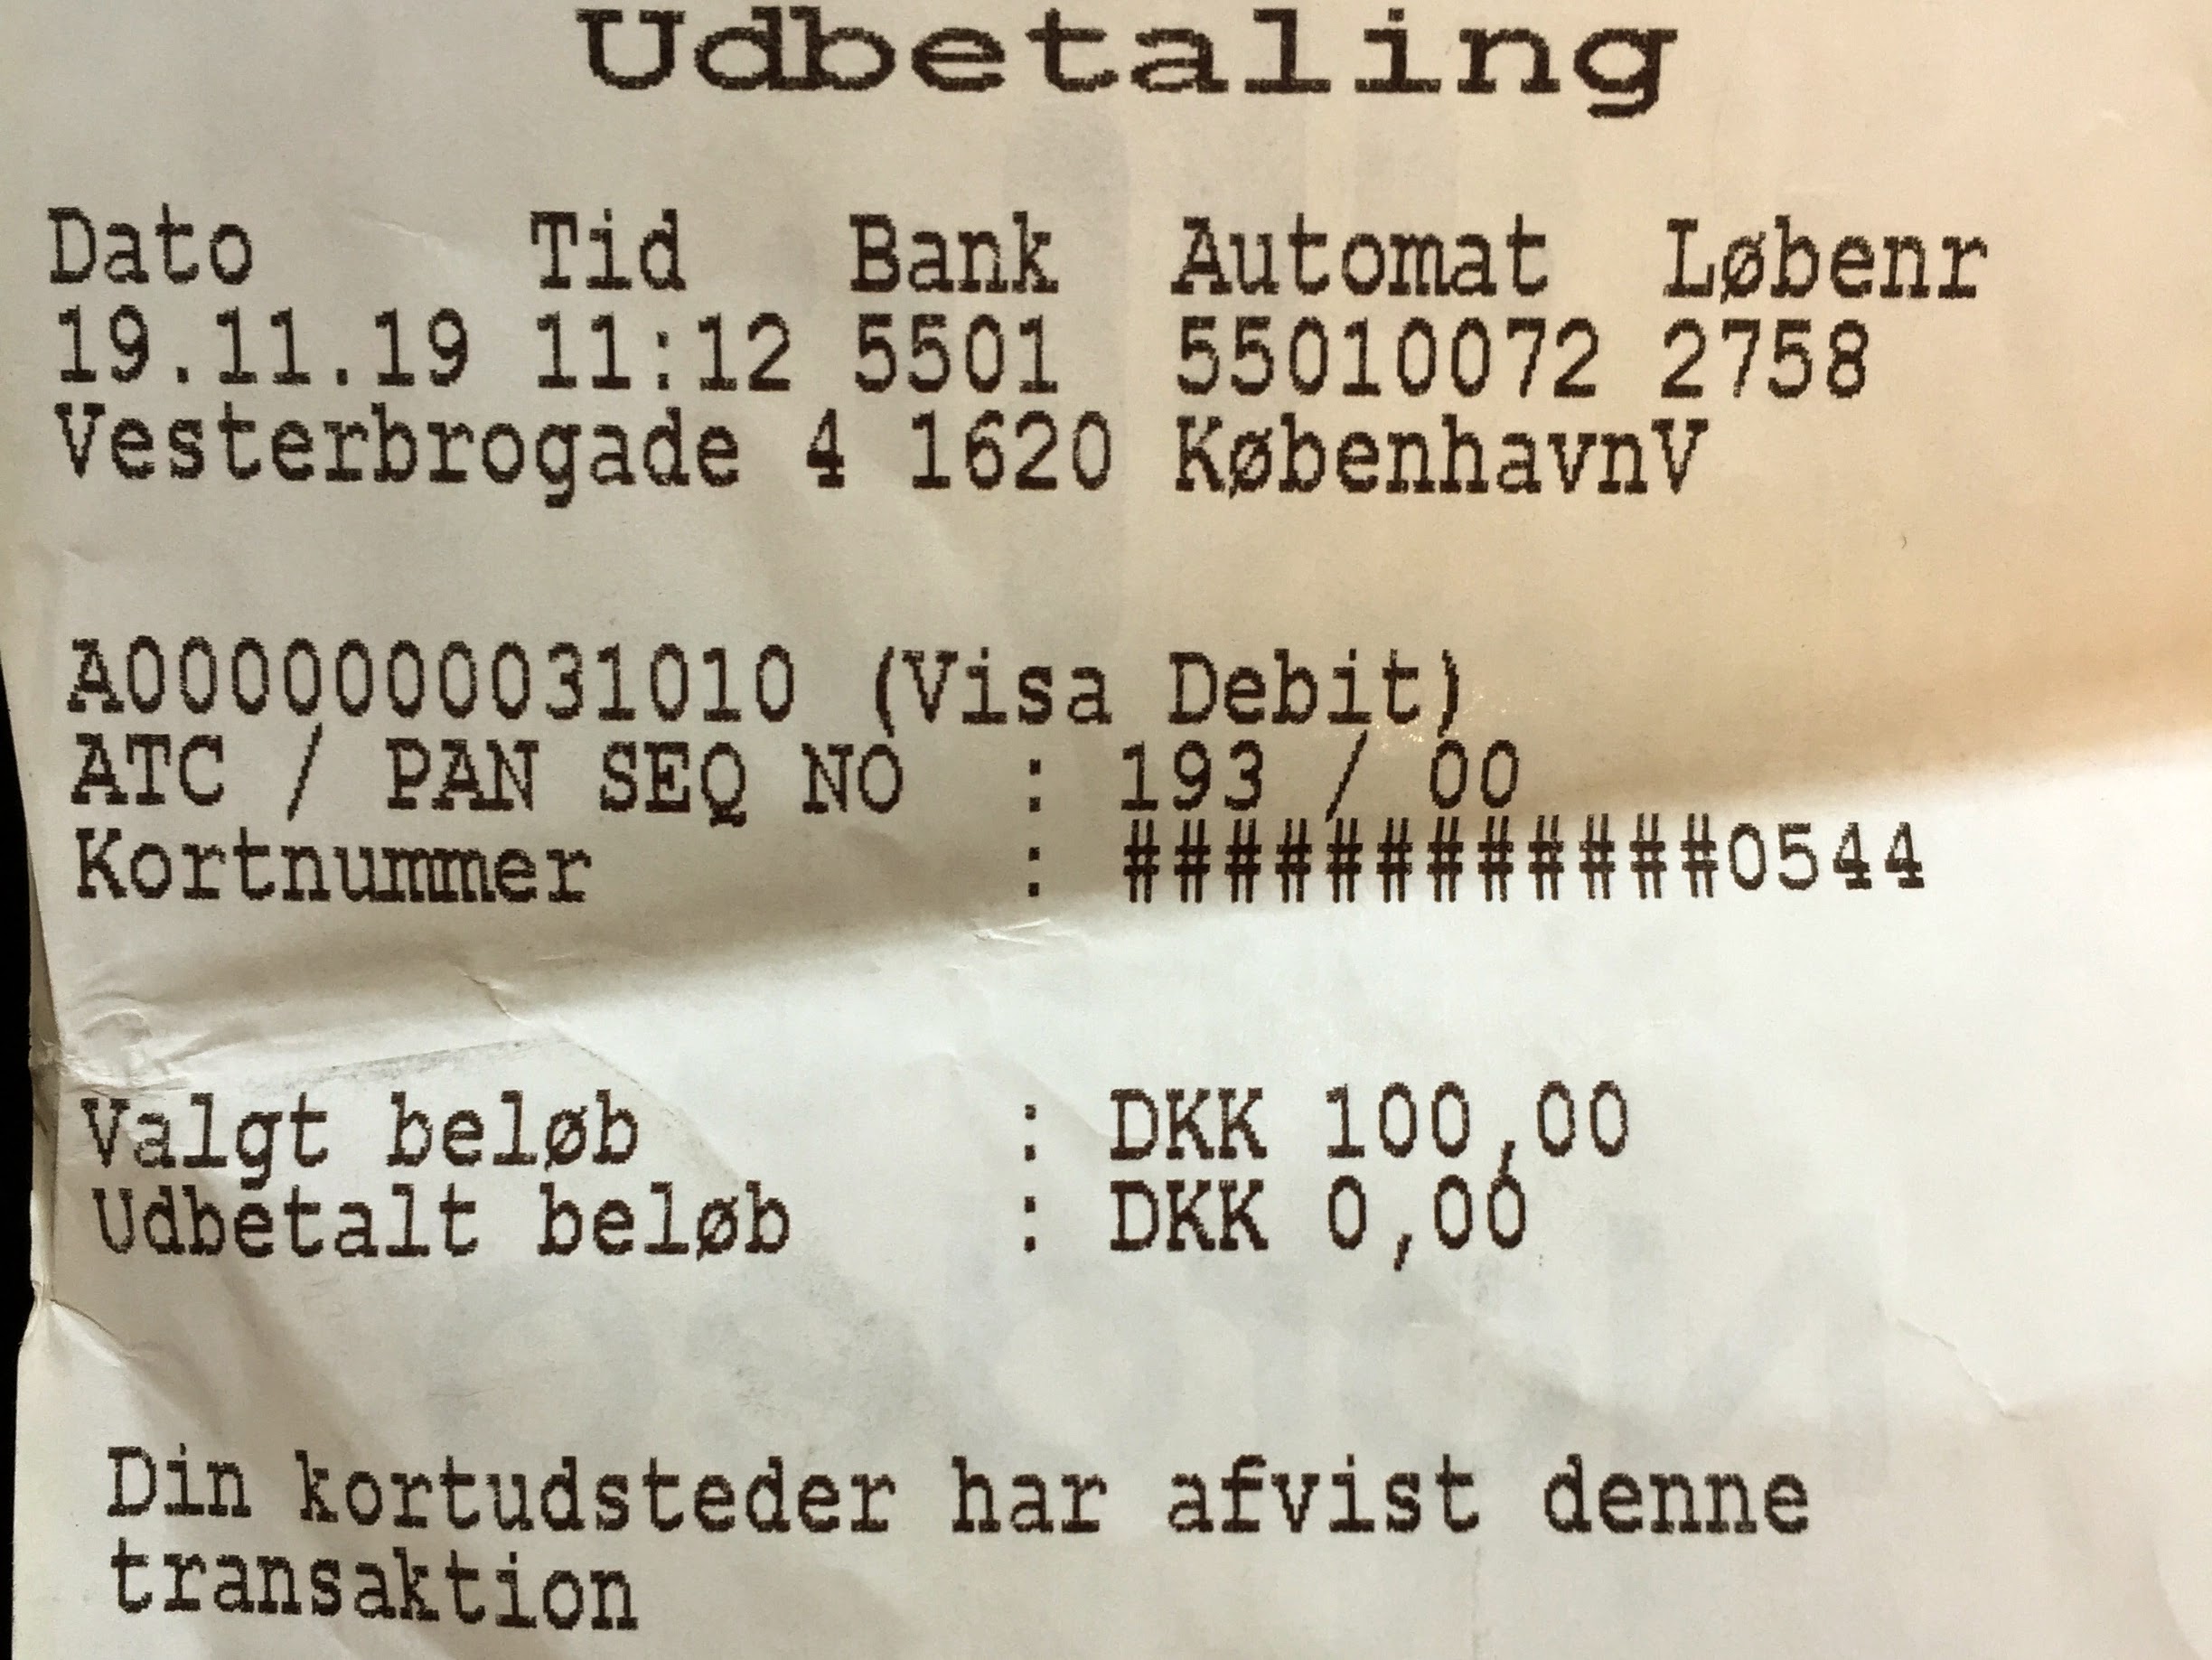 Udbetaling
Dato Tid Bank Automat Løbenr
19.11.19 11:12 5501 55010072 2758
Vesterbrogade 4 1620 KøbenhavnV
A0000000031010 (Visa Debit)
ATC / PAN SEQ NO : 193 / 00
Kortnummer : ############0544
Valgt beløb : DKK 100,00
Udbetalt beløb : DKK 0,00
Din kortudsteder har afvist denne
transaktion